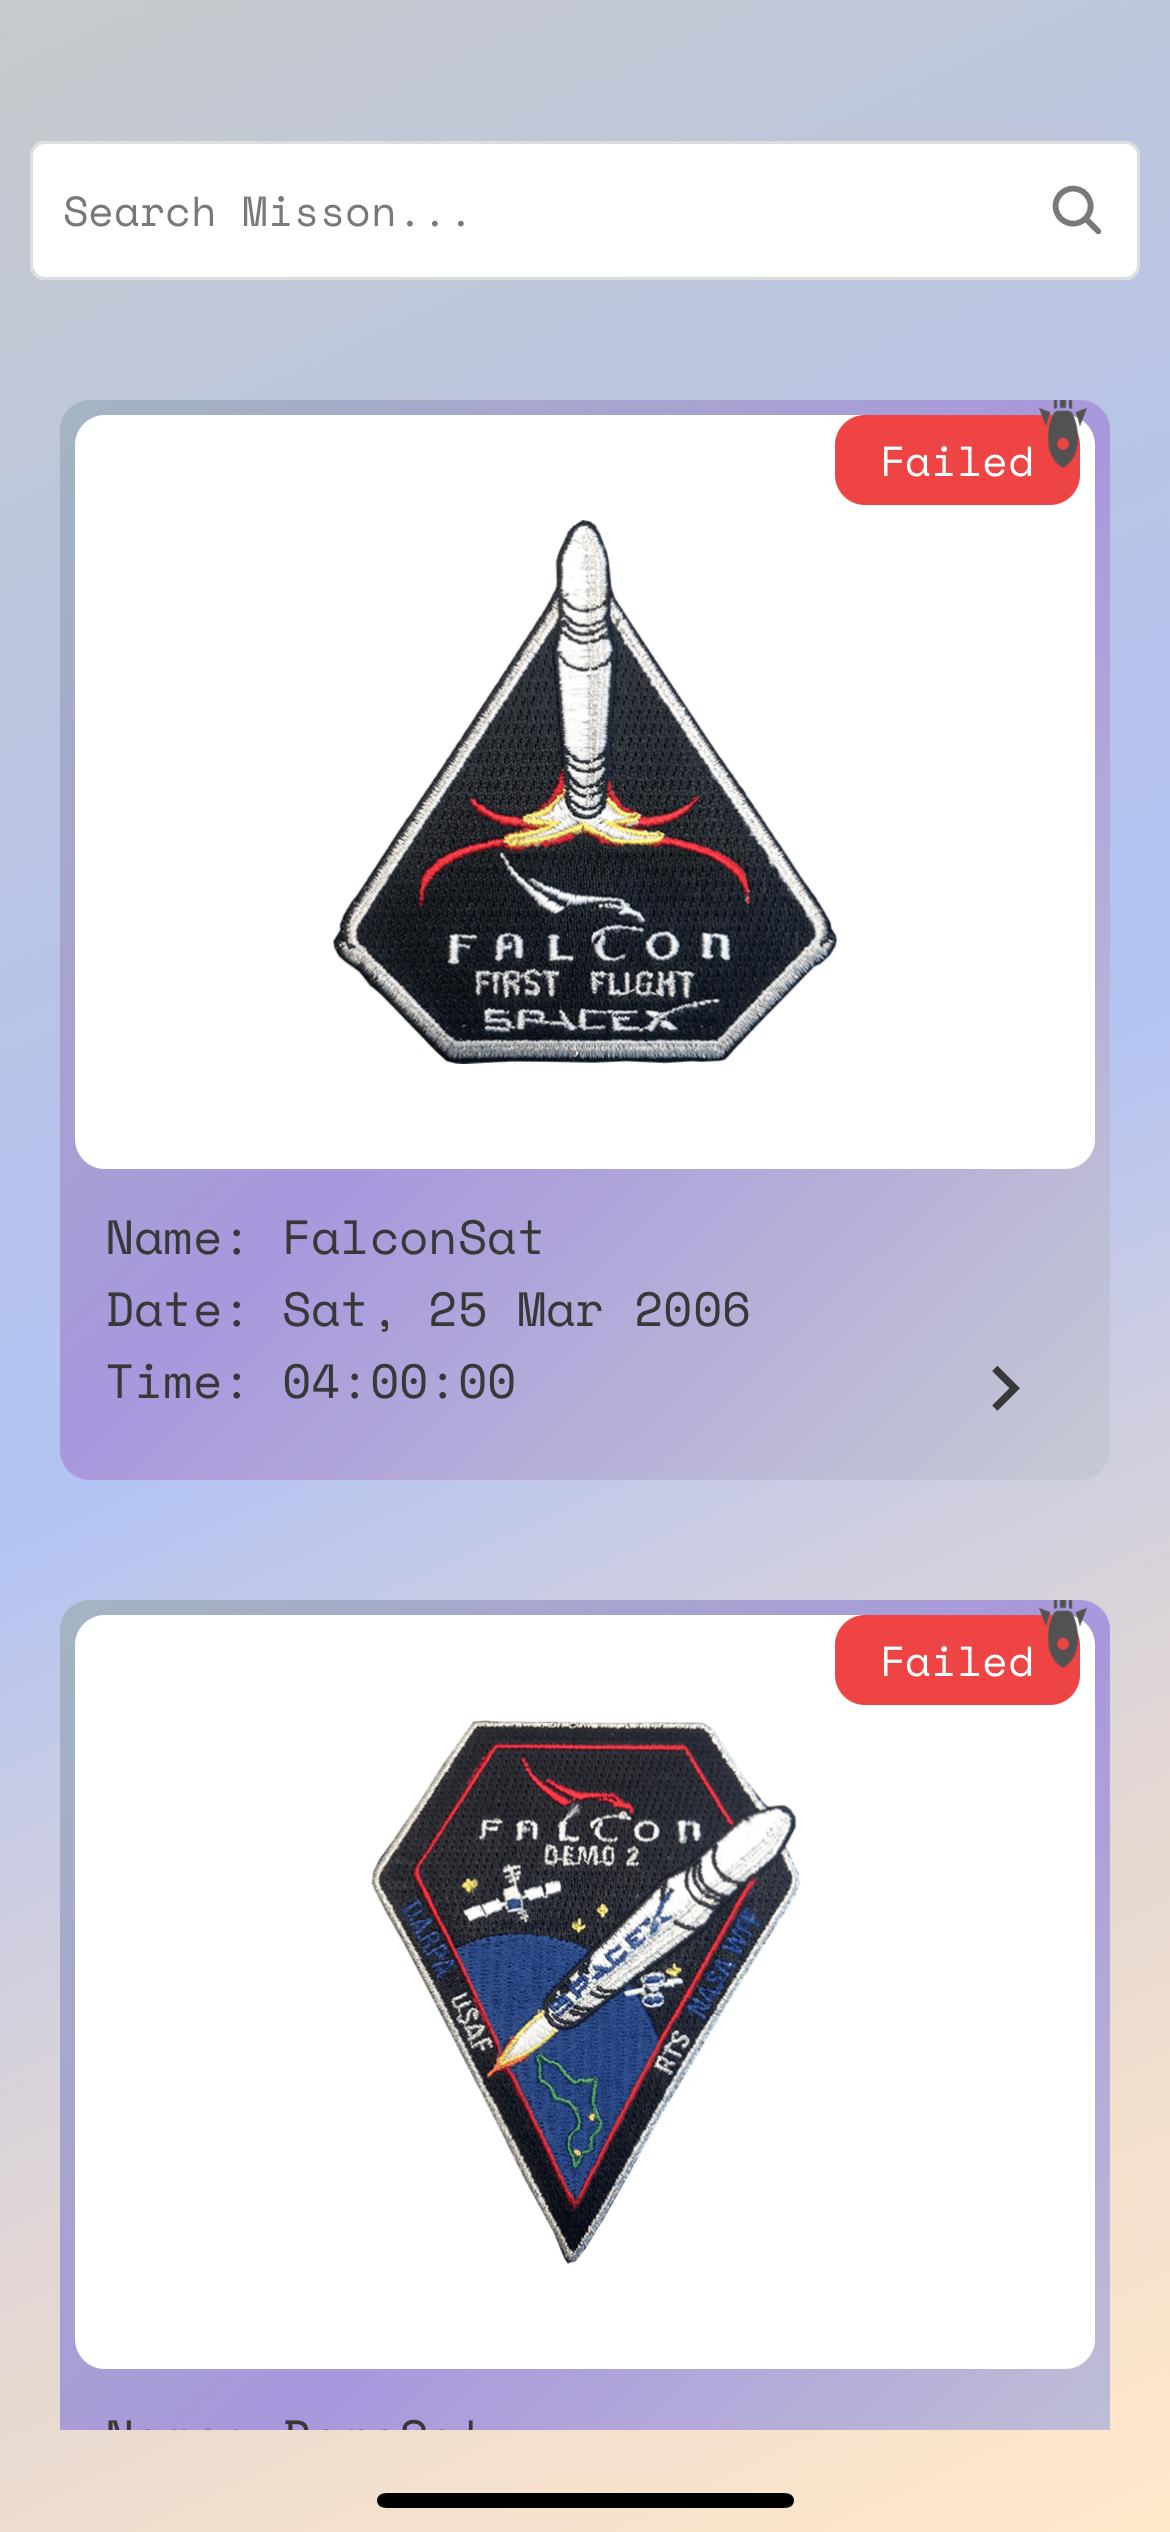 Search Misson...
Failed
FALCON
FIRST FLIGHT
SPACEX
Name: FalconSat
Date: Sat, 25 Mar 2006
Time: 04:00:00
Failed
FALCON
DEMO 2
SPACEX
DARPA USAF
RTS NASA WFF